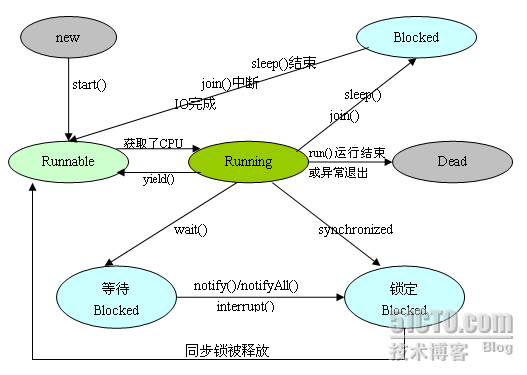 new
Blocked
start()
sleep()结束
join()中断
IO完成
sleep()
join()
Runnable
获取了CPU
yield()
Running
run()运行结束
或异常退出
Dead
wait()
synchronized
等待
Blocked
notify()/notifyAll()
interrupt()
锁定
Blocked
同步锁被释放
51CTO.com
技术博客 Blog